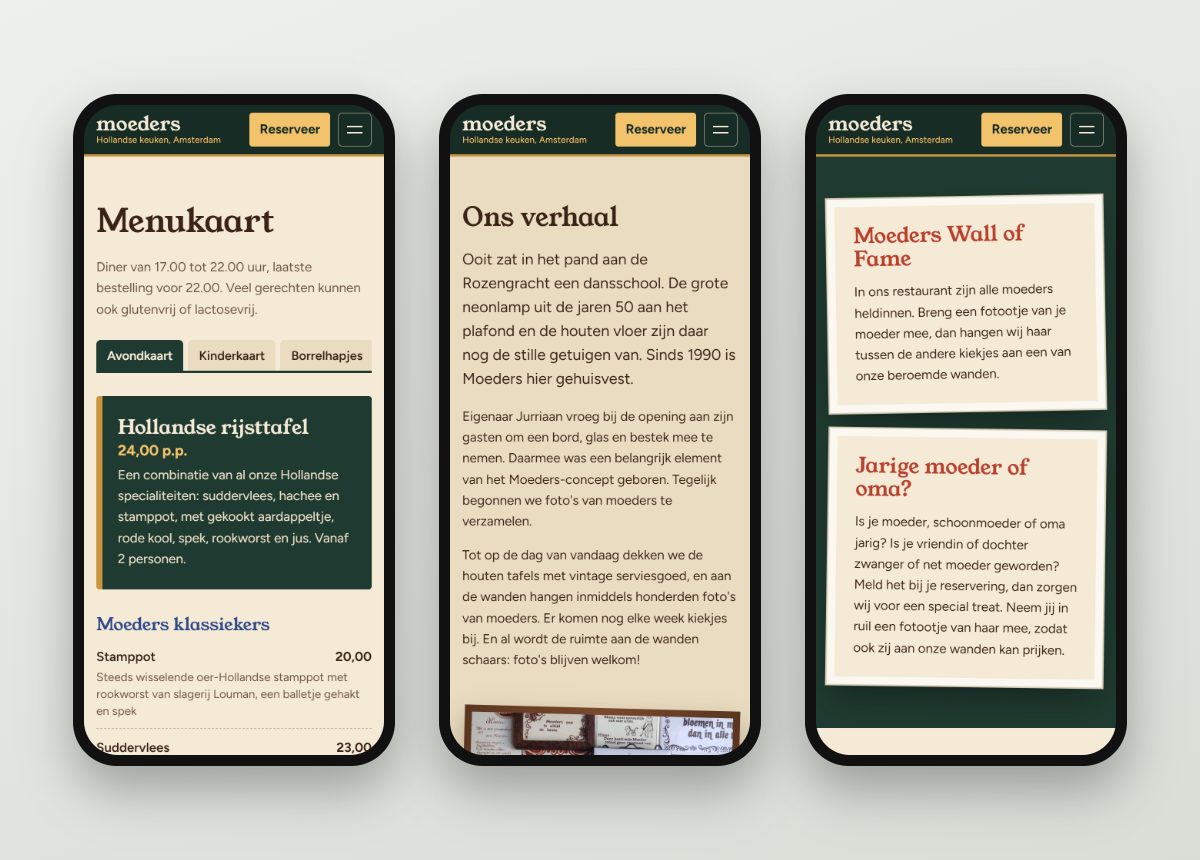 moeders
Hollandse keuken, Amsterdam
Reserveer
Menukaart
Diner van 17.00 tot 22.00 uur, laatste
bestelling voor 22.00. Veel gerechten kunnen
ook glutenvrij of lactosevrij.
Avondkaart
Kinderkaart
Borrelhapjes
Hollandse rijsttafel
24,00 p.p.
Een combinatie van al onze Hollandse
specialiteiten: suddervlees, hachee en
stamppot, met gekookt aardappeltje,
rode kool, spek, rookworst en jus. Vanaf
2 personen.
Moeders klassiekers
Stamppot 20,00
Steeds wisselende oer-Hollandse stamppot met
rookworst van slagerij Louman, een balletje gehakt
en spek
Suddervlees 23,00
moeders
Hollandse keuken, Amsterdam
Reserveer
Ons verhaal
Ooit zat in het pand aan de
Rozengracht een dansschool. De grote
neonlamp uit de jaren 50 aan het
plafond en de houten vloer zijn daar
nog de stille getuigen van. Sinds 1990 is
Moeders hier gehuisvest.
Eigenaar Jurriaan vroeg bij de opening aan zijn
gasten om een bord, glas en bestek mee te
nemen. Daarmee was een belangrijk element
van het Moeders-concept geboren. Tegelijk
begonnen we foto's van moeders te
verzamelen.
Tot op de dag van vandaag dekken we de
houten tafels met vintage serviesgoed, en aan
de wanden hangen inmiddels honderden foto's
van moeders. Er komen nog elke week kiekjes
bij. En al wordt de ruimte aan de wanden
schaars: foto's blijven welkom!
bloemen in
dan in alle
moeders
Hollandse keuken, Amsterdam
Reserveer
Moeders Wall of
Fame
In ons restaurant zijn alle moeders
heldinnen. Breng een fotootje van je
moeder mee, dan hangen wij haar
tussen de andere kiekjes aan een van
onze beroemde wanden.
Jarige moeder of
oma?
Is je moeder, schoonmoeder of oma
jarig? Is je vriendin of dochter
zwanger of net moeder geworden?
Meld het bij je reservering, dan zorgen
wij voor een special treat. Neem jij in
ruil een fotootje van haar mee, zodat
ook zij aan onze wanden kan prijken.